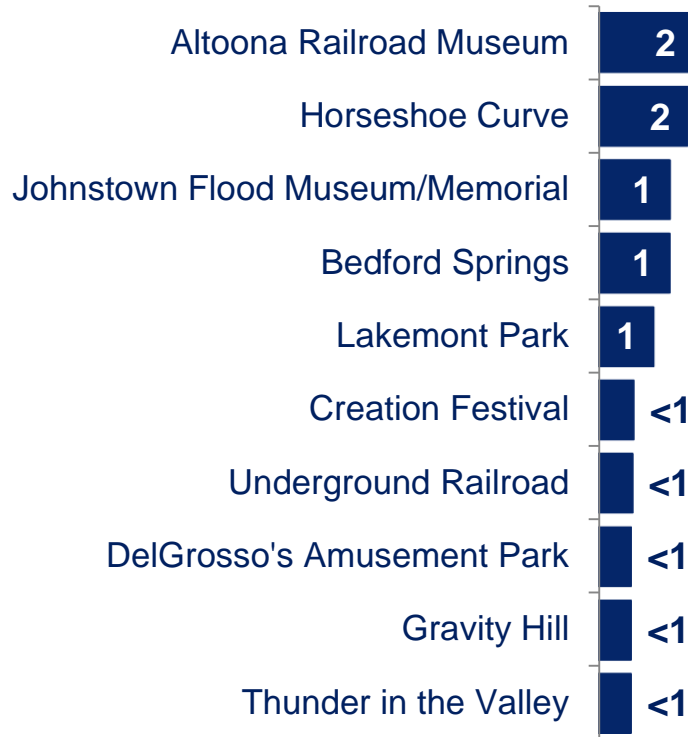 Altoona Railroad Museum 2
Horseshoe Curve 2
Johnstown Flood Museum/Memorial 1
Bedford Springs 1
Lakemont Park 1
Creation Festival <1
Underground Railroad <1
DelGrosso's Amusement Park <1
Gravity Hill <1
Thunder in the Valley <1